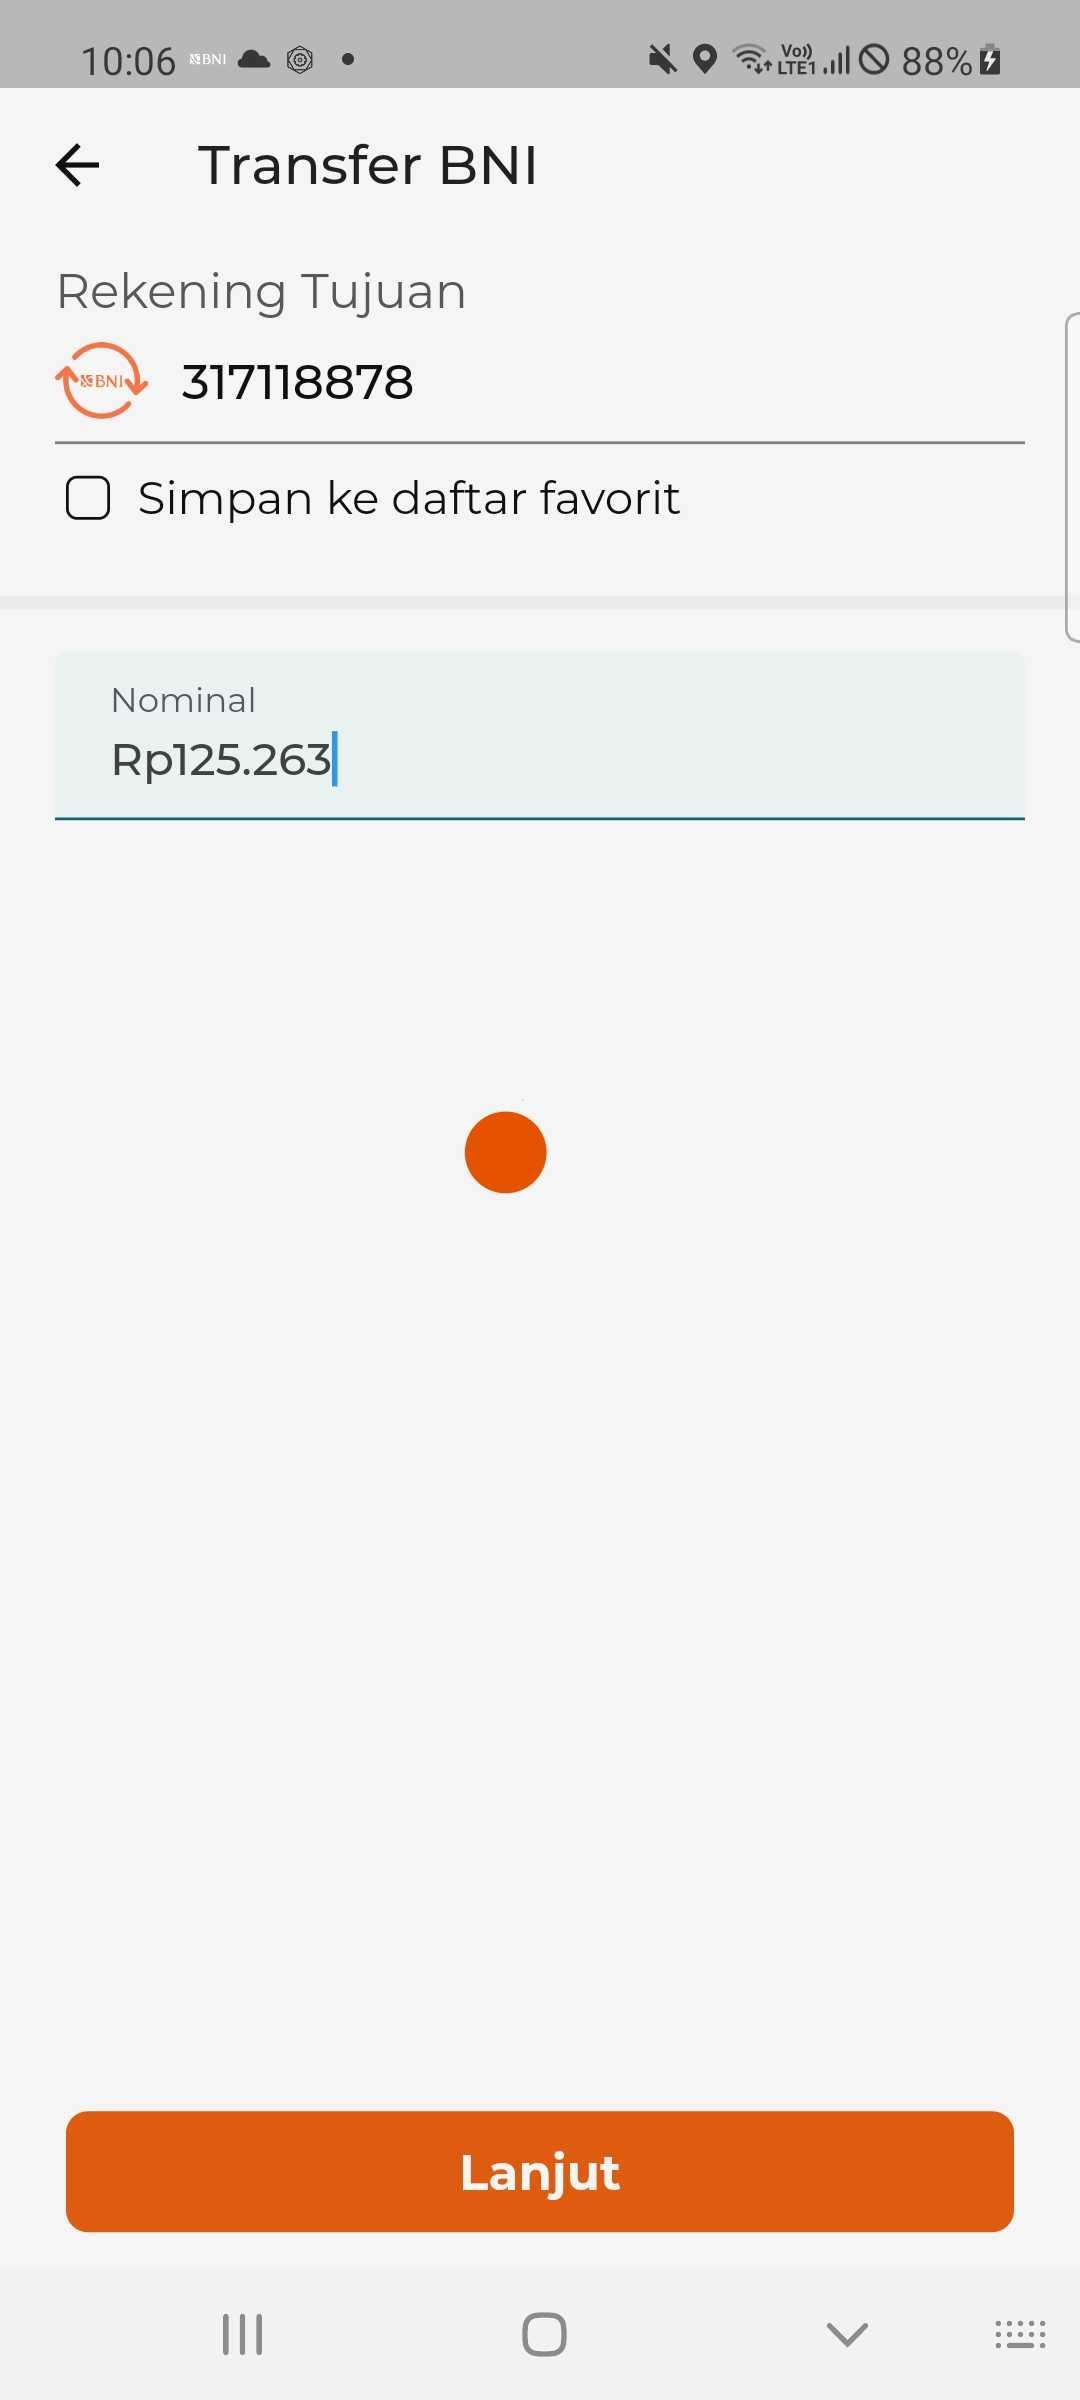 10:06 BNI Vo)) LTE1 88%
Transfer BNI
Rekening Tujuan
BNI 317118878
Simpan ke daftar favorit
Nominal
Rp125.263
Lanjut